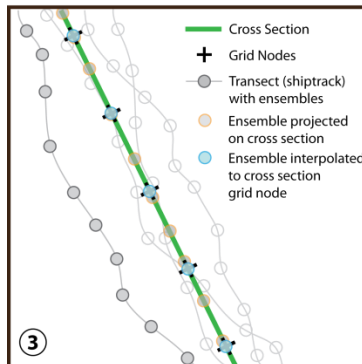 Cross Section
Grid Nodes
Transect (shiptrack)
with ensembles
Ensemble projected
on cross section
Ensemble interpolated
to cross section
grid node
3